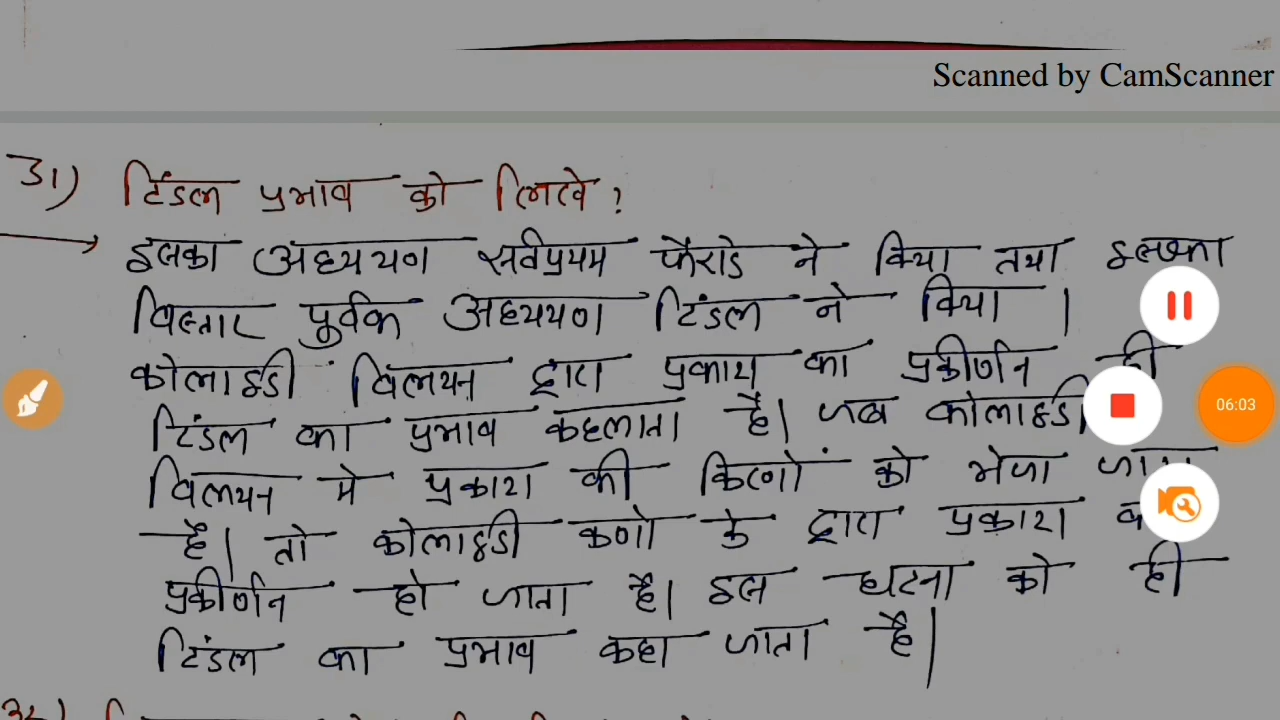 Scanned by CamScanner
31) टिंडल प्रभाव को लिखे ?
→ इसका अध्ययण सर्वप्रथम फैराडे ने किया तथा इसका
विस्तार पूर्वक अध्ययण टिंडल ने किया |
कोलाइडी विलयन द्वारा प्रकाश का प्रकीर्णन ही
टिंडल का प्रभाव कहलाता है| जब कोलाइडी
विलयन मे प्रकाश की किरणों को भेजा जाता
है| तो कोलाइडी कणो के द्वारा प्रकाश
प्रकीर्णन हो जाता है| इस घटना को ही
टिंडल का प्रभाव कहा जाता है|
06:03